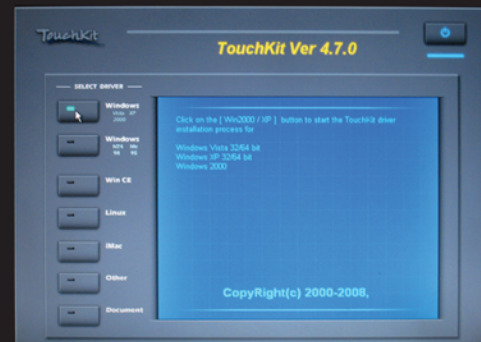 TouchKit
TouchKit Ver 4.7.0
SELECT DRIVER
Windows
Vista XP
2000
Windows
NT4 Me
98 95
Win CE
Linux
iMac
Other
Document
Click on the [ Win2000 / XP ] button to start the TouchKit driver
installation process for
Windows Vista 32/64 bit
Windows XP 32/64 bit
Windows 2000
CopyRight(c) 2000-2008,